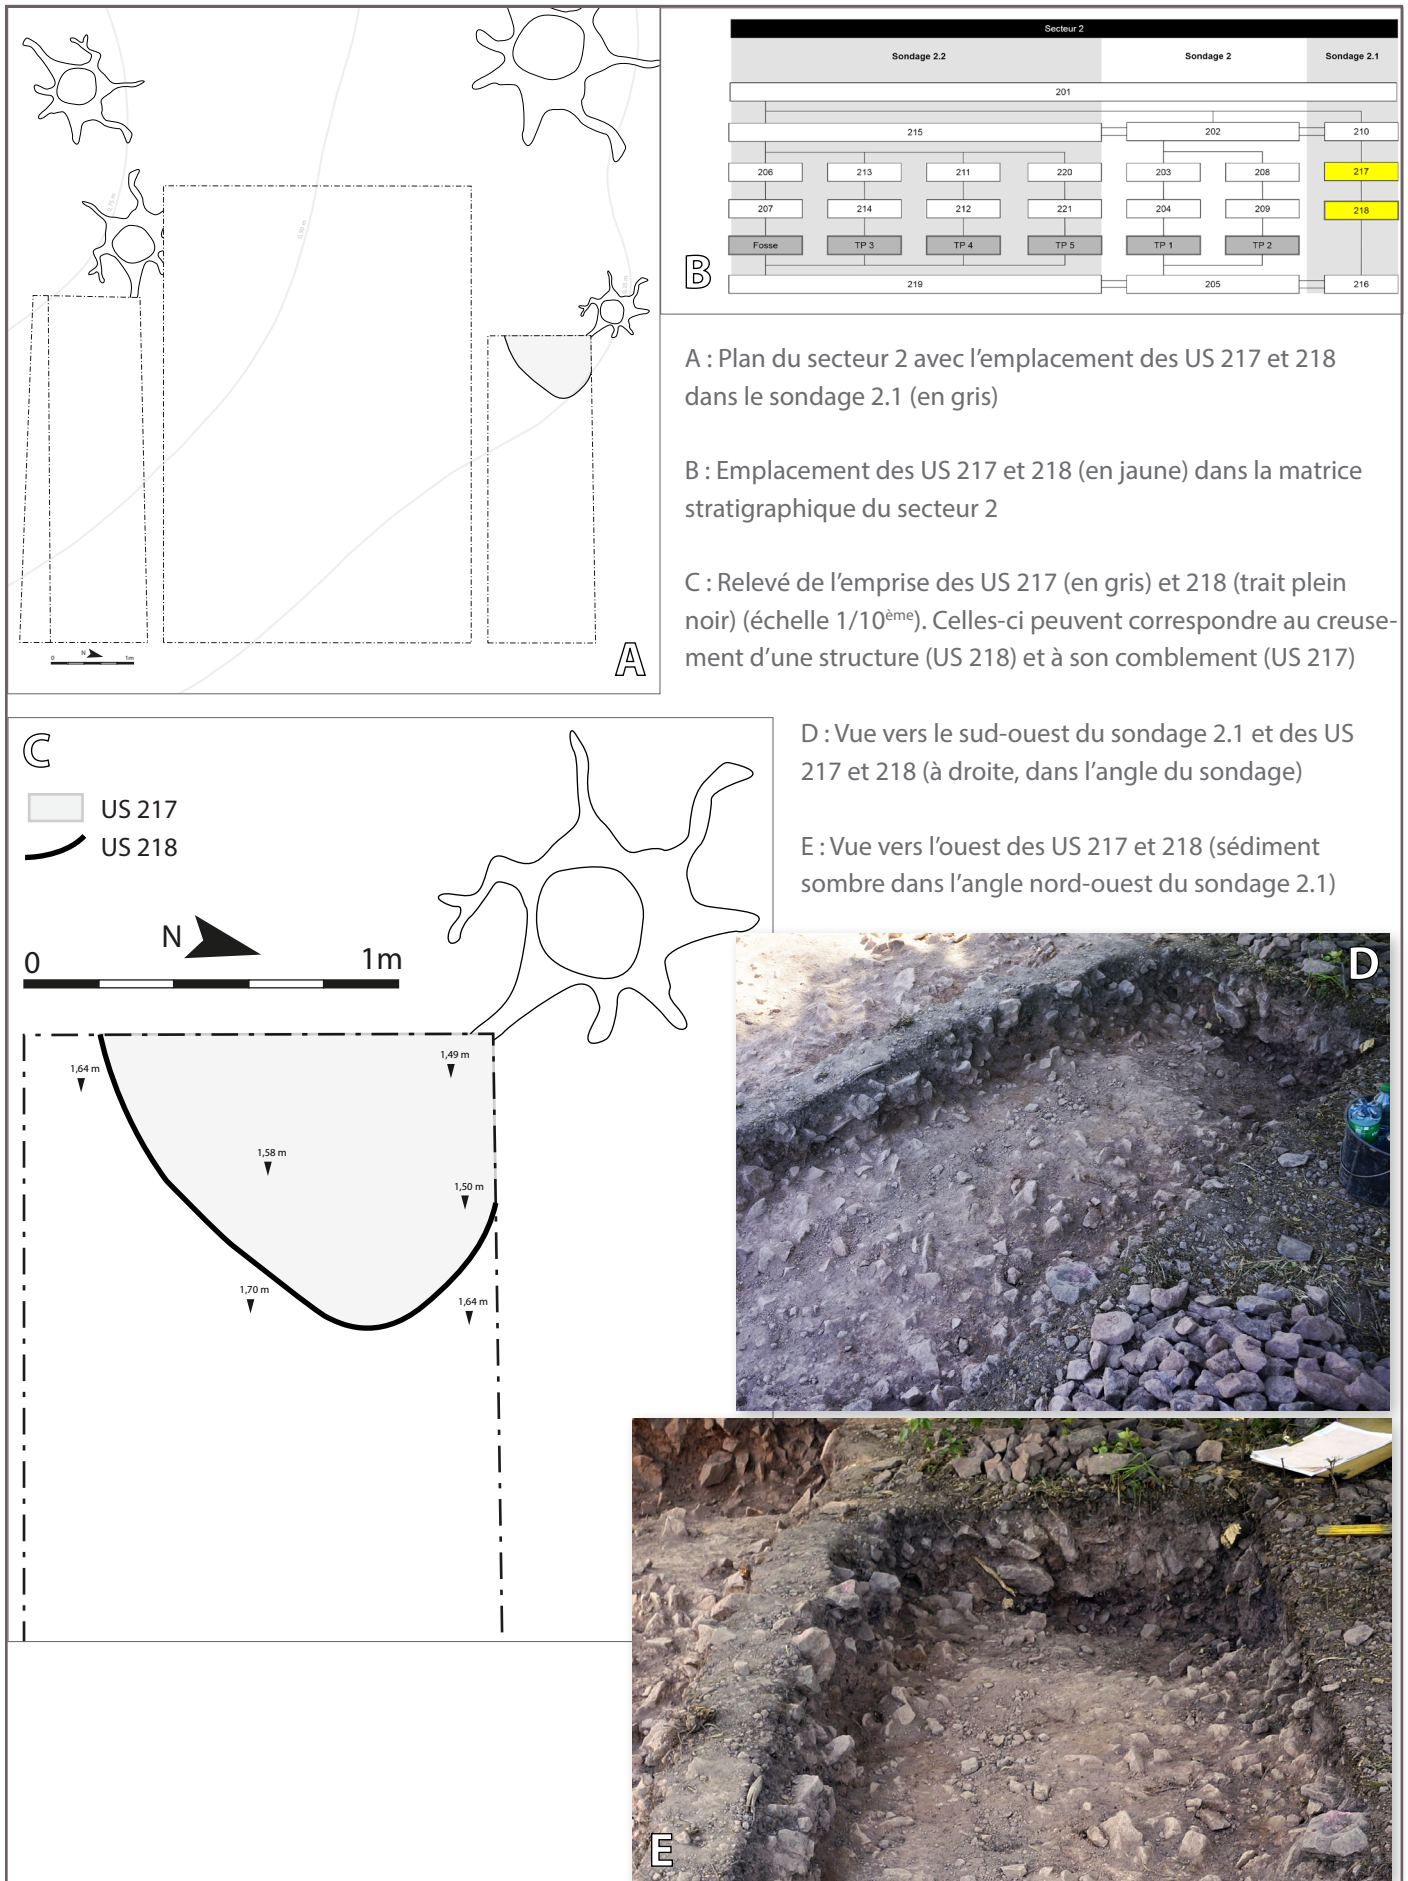 0,75 m
0,50 m
0,25 m
N
0 1m
A
Secteur 2
Sondage 2.2 Sondage 2 Sondage 2.1
201
215 202 210
206 213 211 220 203 208 217
207 214 212 221 204 209 218
Fosse TP 3 TP 4 TP 5 TP 1 TP 2
219 205 216
B
A : Plan du secteur 2 avec l'emplacement des US 217 et 218
dans le sondage 2.1 (en gris)
B : Emplacement des US 217 et 218 (en jaune) dans la matrice
stratigraphique du secteur 2
C : Relevé de l'emprise des US 217 (en gris) et 218 (trait plein
noir) (échelle 1/10ème). Celles-ci peuvent correspondre au creuse-
ment d'une structure (US 218) et à son comblement (US 217)
D : Vue vers le sud-ouest du sondage 2.1 et des US
217 et 218 (à droite, dans l'angle du sondage)
E : Vue vers l'ouest des US 217 et 218 (sédiment
sombre dans l'angle nord-ouest du sondage 2.1)
C
US 217
US 218
N
0 1m
1,49 m
1,64 m
1,58 m
1,50 m
1,70 m
1,64 m
D
E